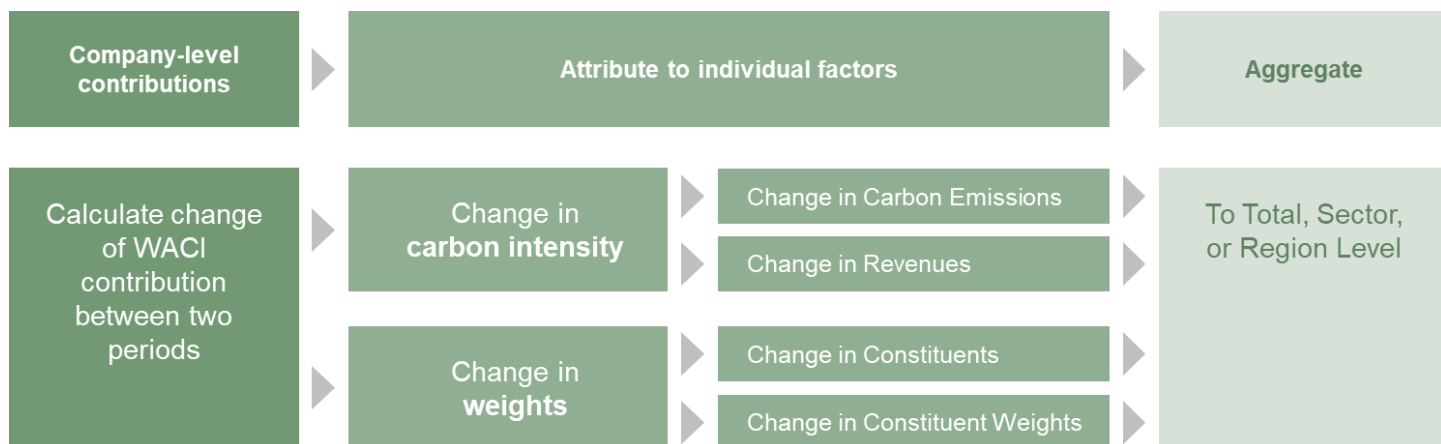 Company-level
contributions
Attribute to individual factors
Aggregate
Calculate change
of WACI
contribution
between two
periods
Change in
carbon intensity
Change in Carbon Emissions
Change in Revenues
Change in
weights
Change in Constituents
Change in Constituent Weights
To Total, Sector,
or Region Level